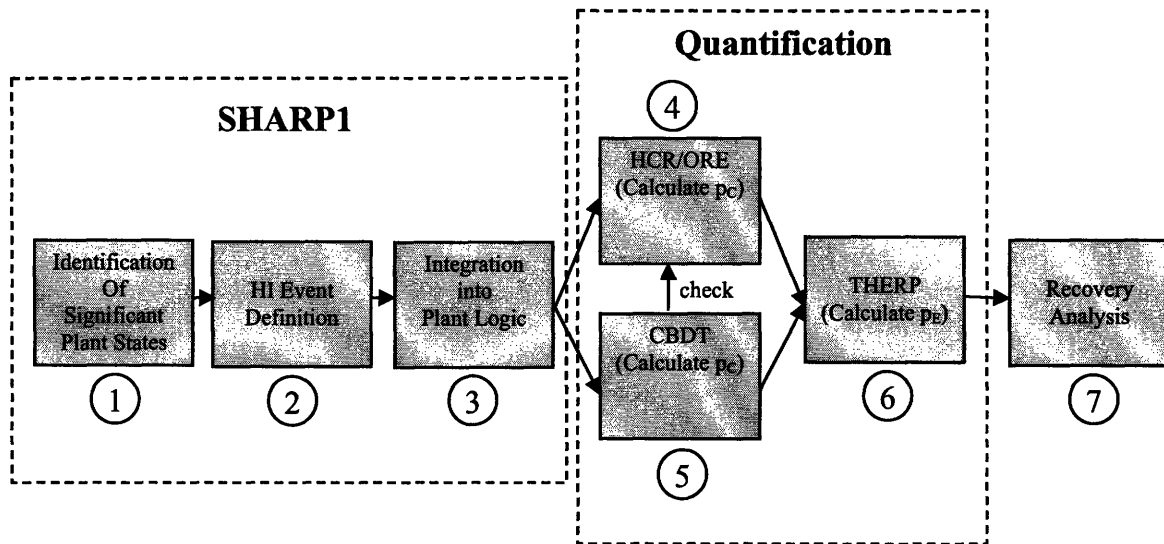 Quantification
SHARP1
4
HCR/ORE
(Calculate pC)
Identification
Of
Significant
Plant States
HI Event
Definition
Integration
into
Plant Logic
check
CBDT
(Calculate pC)
THERP
(Calculate pE)
Recovery
Analysis
1
2
3
5
6
7